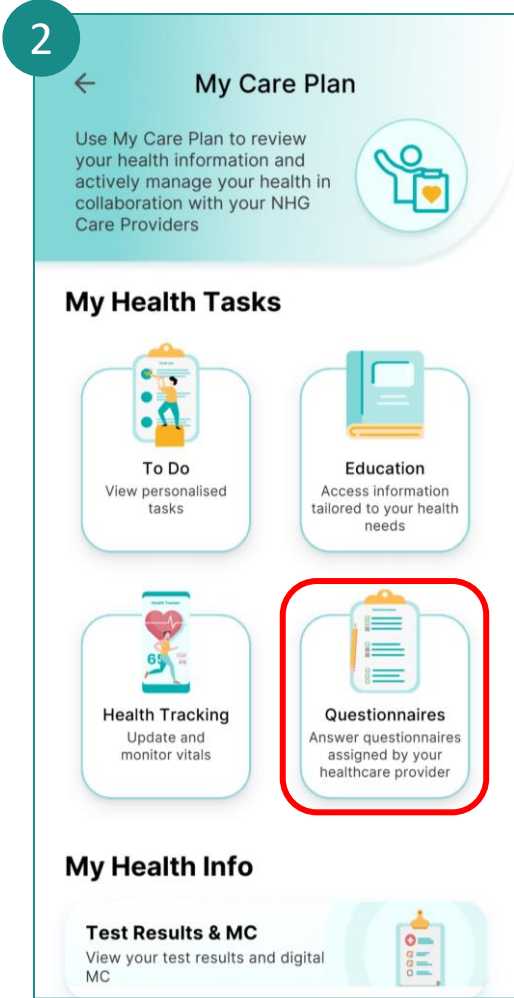 2
My Care Plan
Use My Care Plan to review
your health information and
actively manage your health in
collaboration with your NHG
Care Providers
My Health Tasks
To Do
View personalised
tasks
Education
Access information
tailored to your health
needs
Health Tracking
Update and
monitor vitals
Questionnaires
Answer questionnaires
assigned by your
healthcare provider
My Health Info
Test Results & MC
View your test results and digital
MC